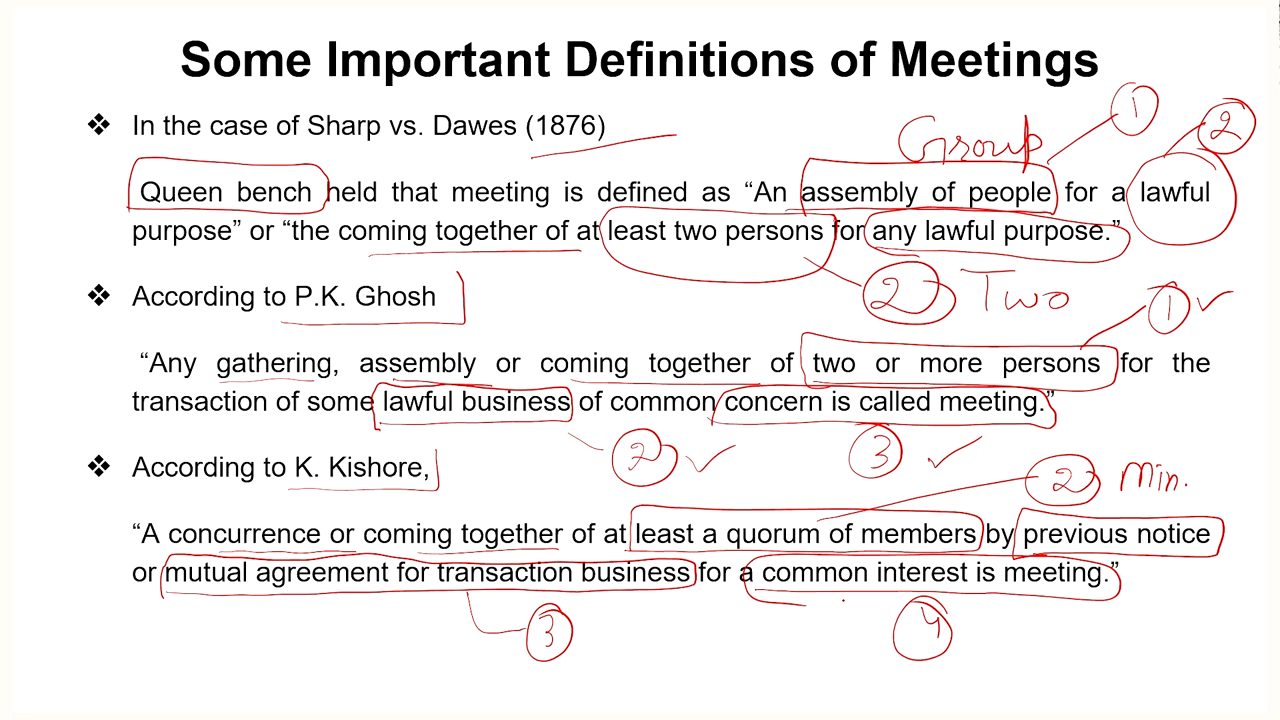 Some Important Definitions of Meetings
❖ In the case of Sharp vs. Dawes (1876)
1
2
Group
Queen bench held that meeting is defined as “An assembly of people for a lawful
purpose” or “the coming together of at least two persons for any lawful purpose.”
2 Two
❖ According to P.K. Ghosh
1 ✓
“Any gathering, assembly or coming together of two or more persons for the
transaction of some lawful business of common concern is called meeting.”
2 ✓ 3 ✓
❖ According to K. Kishore,
2 Min.
“A concurrence or coming together of at least a quorum of members by previous notice
or mutual agreement for transaction business for a common interest is meeting.”
3 4